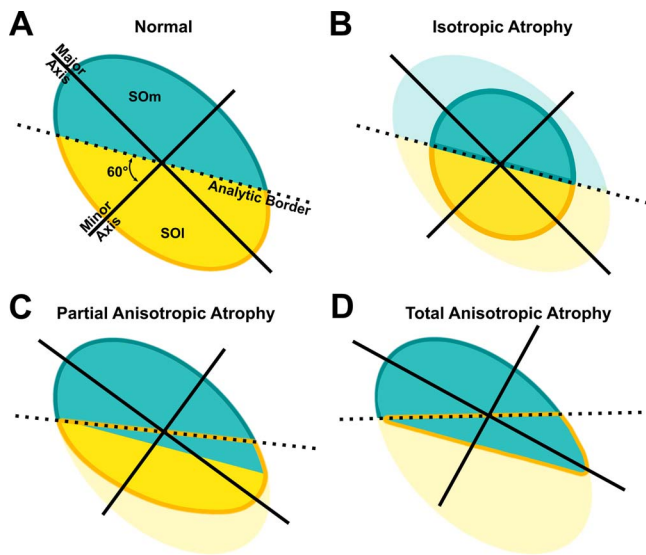 A
Normal
Major
Axis
SOm
60°
Analytic Border
Minor
Axis
SOl
B
Isotropic Atrophy
C
Partial Anisotropic Atrophy
D
Total Anisotropic Atrophy